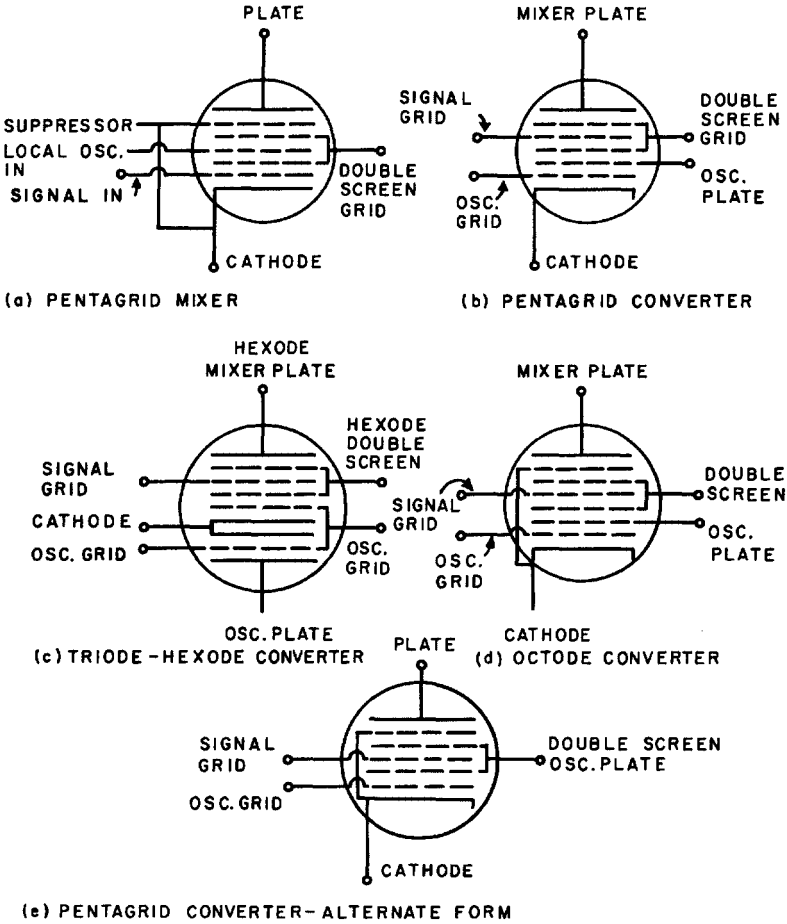 PLATE
SUPPRESSOR
LOCAL OSC.
IN
SIGNAL IN
DOUBLE
SCREEN
GRID
CATHODE
(a) PENTAGRID MIXER
MIXER PLATE
SIGNAL
GRID
DOUBLE
SCREEN
GRID
OSC.
PLATE
OSC.
GRID
CATHODE
(b) PENTAGRID CONVERTER
HEXODE
MIXER PLATE
HEXODE
DOUBLE
SCREEN
SIGNAL
GRID
CATHODE
OSC. GRID
OSC.
GRID
OSC. PLATE
(c) TRIODE-HEXODE CONVERTER
MIXER PLATE
DOUBLE
SCREEN
SIGNAL
GRID
OSC.
PLATE
OSC.
GRID
CATHODE
(d) OCTODE CONVERTER
PLATE
SIGNAL
GRID
DOUBLE SCREEN
OSC. PLATE
OSC. GRID
CATHODE
(e) PENTAGRID CONVERTER-ALTERNATE FORM